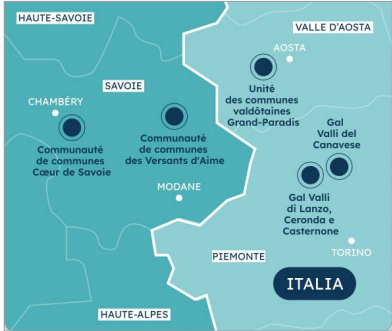 HAUTE-SAVOIE
VALLE D'AOSTA
AOSTA
SAVOIE
Unité
des communes
valdôtaines
Grand-Paradis
CHAMBÉRY
Gal
Valli del
Canavese
Communauté
de communes
Cœur de Savoie
Communauté
de communes
des Versants d'Aime
MODANE
Gal Valli
di Lanzo,
Ceronda e
Casternone
PIEMONTE
TORINO
ITALIA
HAUTE-ALPES